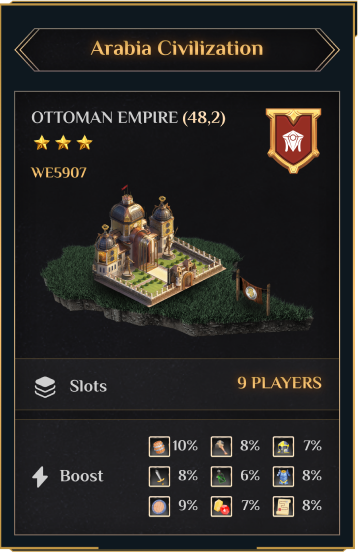 Arabia Civilization
OTTOMAN EMPIRE (48,2)
WE5907
Slots 9 PLAYERS
10% 8% 7%
Boost 8% 6% 8%
9% 7% 8%